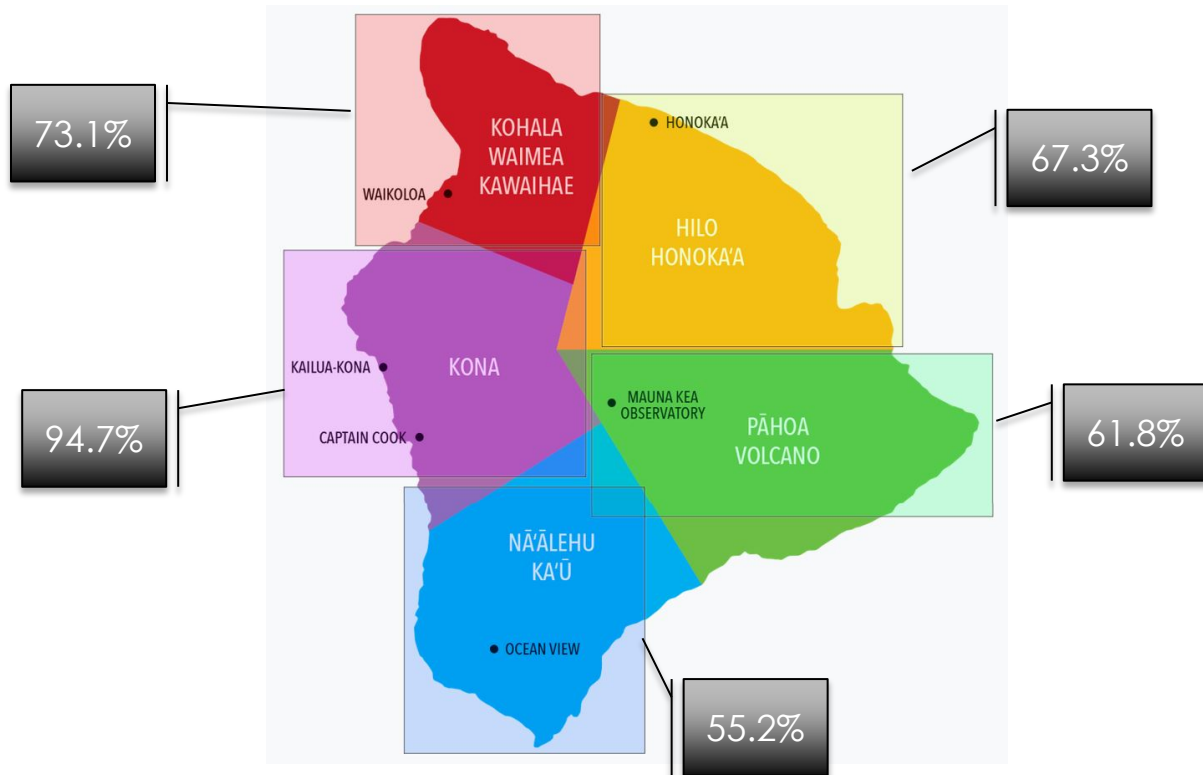 73.1%
KOHALA
WAIMEA
KAWAIHAE
WAIKOLOA
HONOKA‘A
67.3%
HILO
HONOKA‘A
KAILUA-KONA
KONA
CAPTAIN COOK
94.7%
MAUNA KEA
OBSERVATORY
PĀHOA
VOLCANO
61.8%
NĀ‘ĀLEHU
KA‘Ū
OCEAN VIEW
55.2%